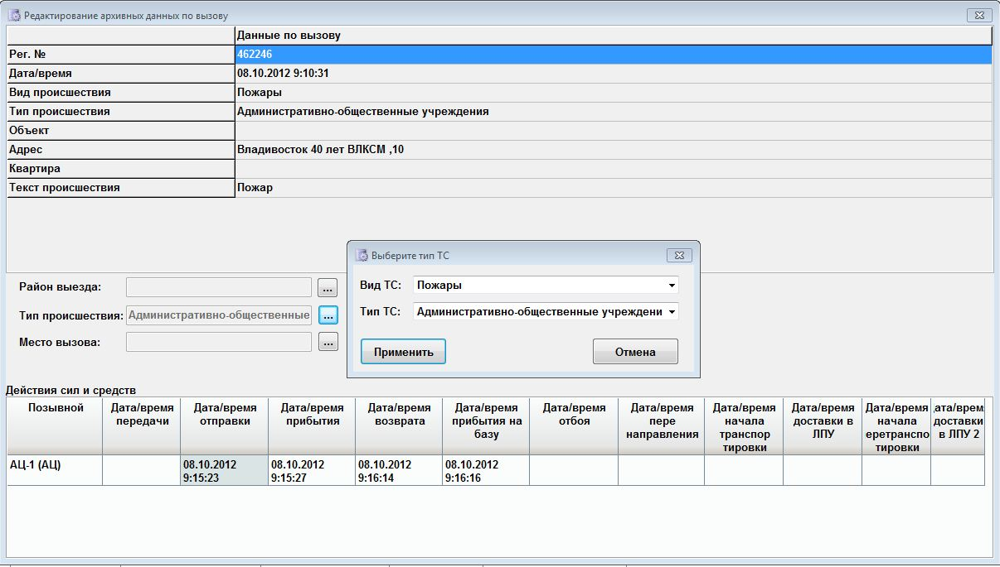 Редактирование архивных данных по вызову
Данные по вызову
Рег. № 462246
Дата/время 08.10.2012 9:10:31
Вид происшествия Пожары
Тип происшествия Административно-общественные учреждения
Объект
Адрес Владивосток 40 лет ВЛКСМ ,10
Квартира
Текст происшествия Пожар
Выберите тип ТС
Вид ТС: Пожары
Тип ТС: Административно-общественные учреждени
Применить Отмена
Район выезда: ...
Тип происшествия: Административно-общественные ...
Место вызова: ...
Действия сил и средств
Позывной
Дата/время
передачи
Дата/время
отправки
Дата/время
прибытия
Дата/время
возврата
Дата/время
прибытия на
базу
Дата/время
отбоя
Дата/время
пере
направления
Дата/время
начала
транспор
тировки
Дата/время
доставки в
ЛПУ
Дата/время
начала
еретранспо
тировки
ата/врем
доставки
в ЛПУ 2
АЦ-1 (АЦ)
08.10.2012
9:15:23
08.10.2012
9:15:27
08.10.2012
9:16:14
08.10.2012
9:16:16